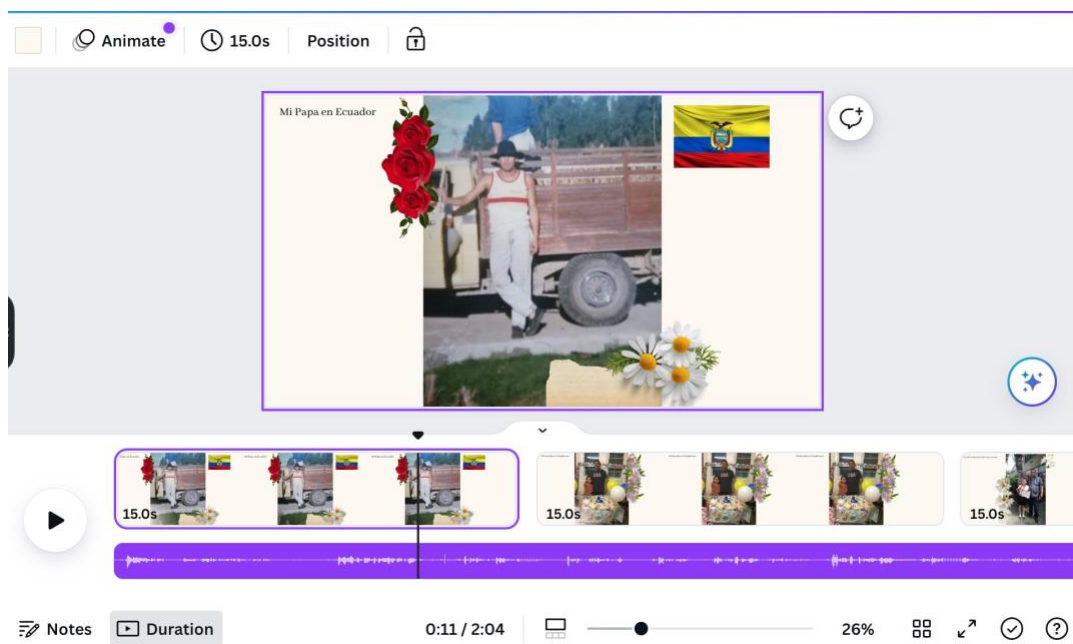 Animate
15.0s
Position
Mi Papa en Ecuador
15.0s
15.0s
15.0s
Notes
Duration
0:11 / 2:04
26%